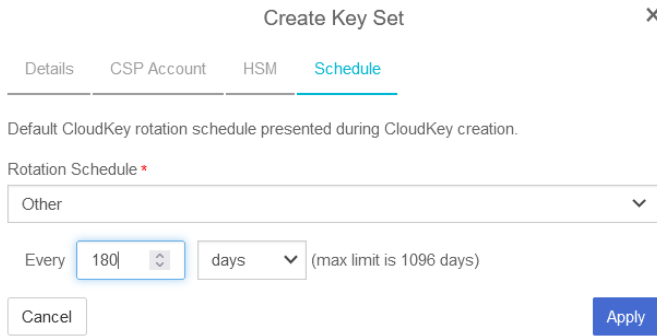 Create Key Set
Details CSP Account HSM Schedule
Default CloudKey rotation schedule presented during CloudKey creation.
Rotation Schedule *
Other
Every 180 days (max limit is 1096 days)
Cancel Apply